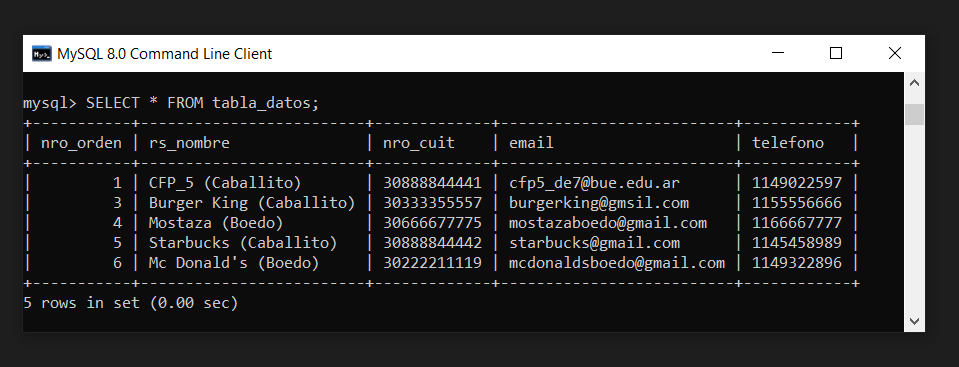 MySQL 8.0 Command Line Client
mysql> SELECT * FROM tabla_datos;
+-----------+-------------------------+-------------+--------------------------+------------+
| nro_orden | rs_nombre               | nro_cuit    | email                    | telefono   |
+-----------+-------------------------+-------------+--------------------------+------------+
|         1 | CFP_5 (Caballito)       | 30888844441 | cfp5_de7@bue.edu.ar      | 1149022597 |
|         3 | Burger King (Caballito) | 30333355557 | burgerking@gmsil.com     | 1155556666 |
|         4 | Mostaza (Boedo)         | 30666677775 | mostazaboedo@gmail.com   | 1166667777 |
|         5 | Starbucks (Caballito)   | 30888844442 | starbucks@gmail.com      | 1145458989 |
|         6 | Mc Donald's (Boedo)     | 30222211119 | mcdonaldsboedo@gmail.com | 1149322896 |
+-----------+-------------------------+-------------+--------------------------+------------+
5 rows in set (0.00 sec)